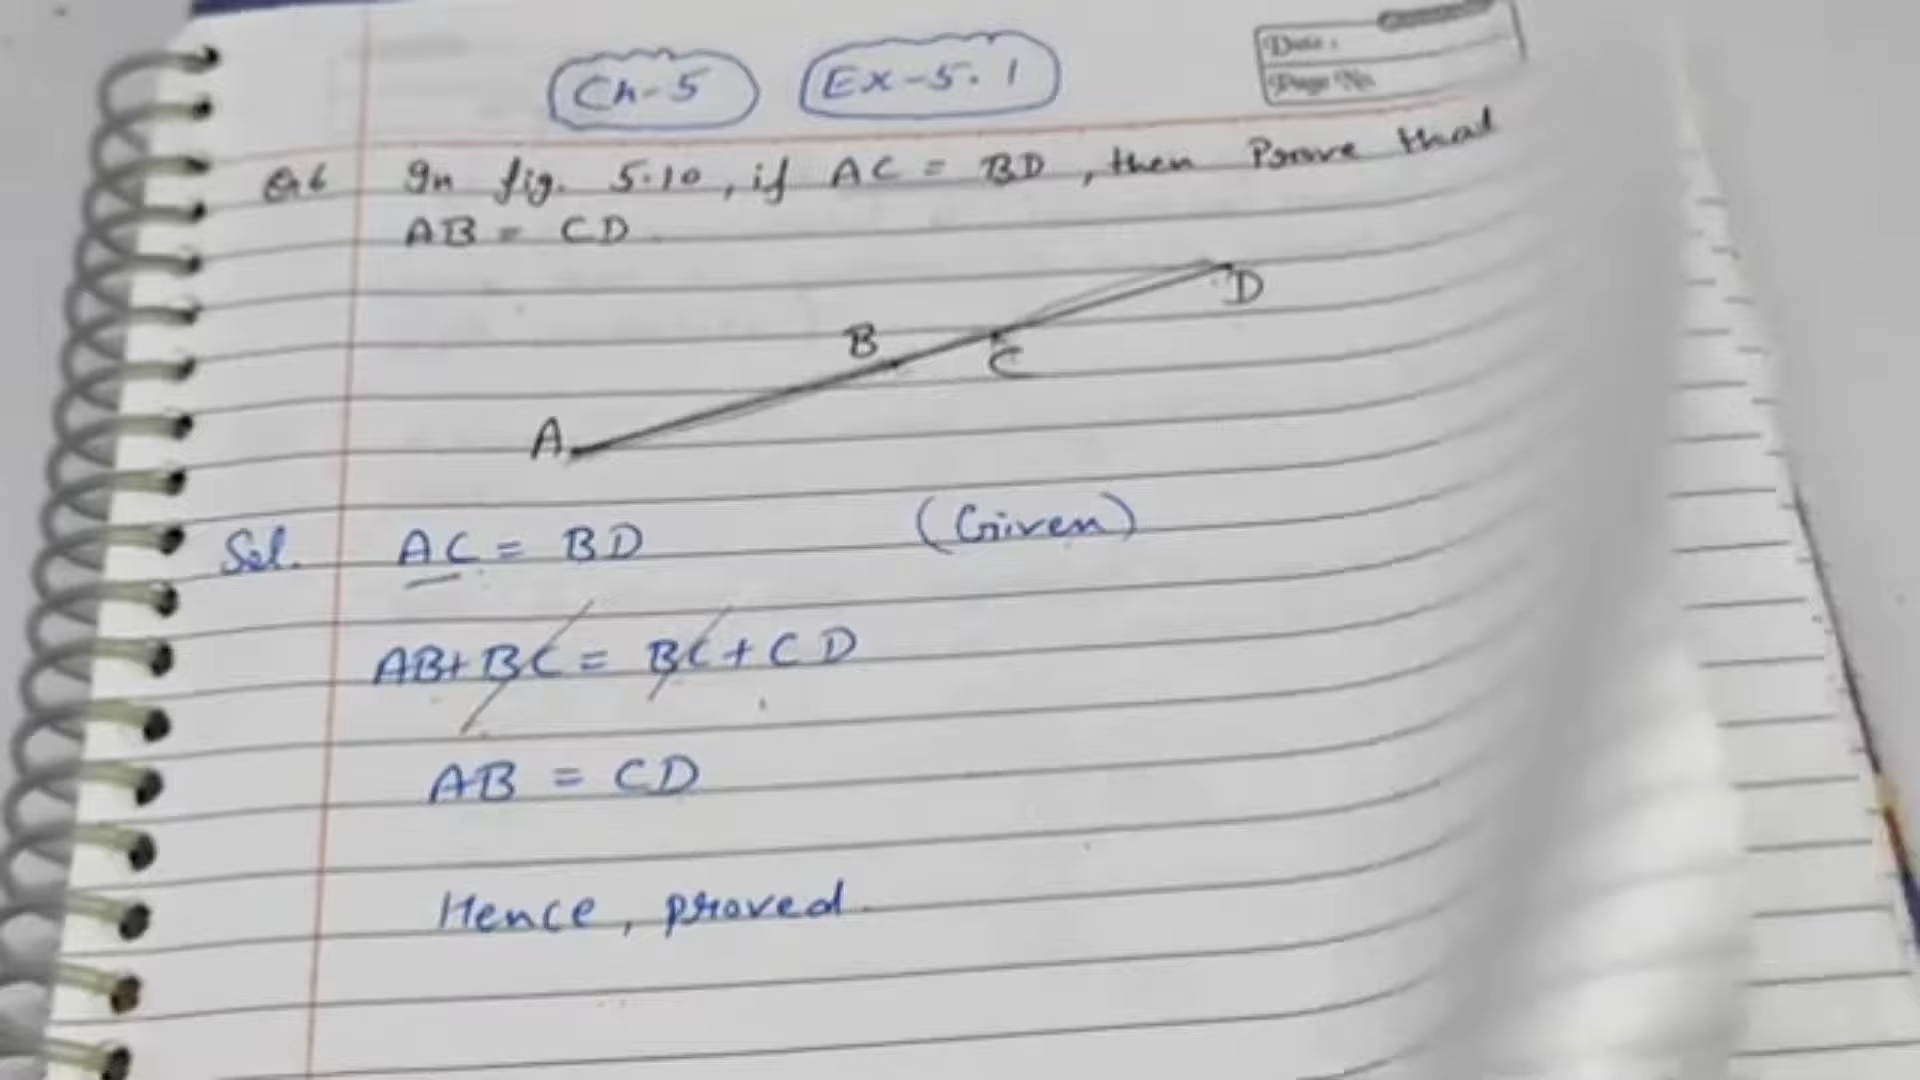 Ch-5 Ex-5.1
Date:
Page No.
Q.6 In fig. 5.10, if AC = BD, then Prove that
AB = CD.
D
B
C
A
Sol. AC = BD (Given)
AB+BC = BC+CD
AB = CD
Hence, proved.